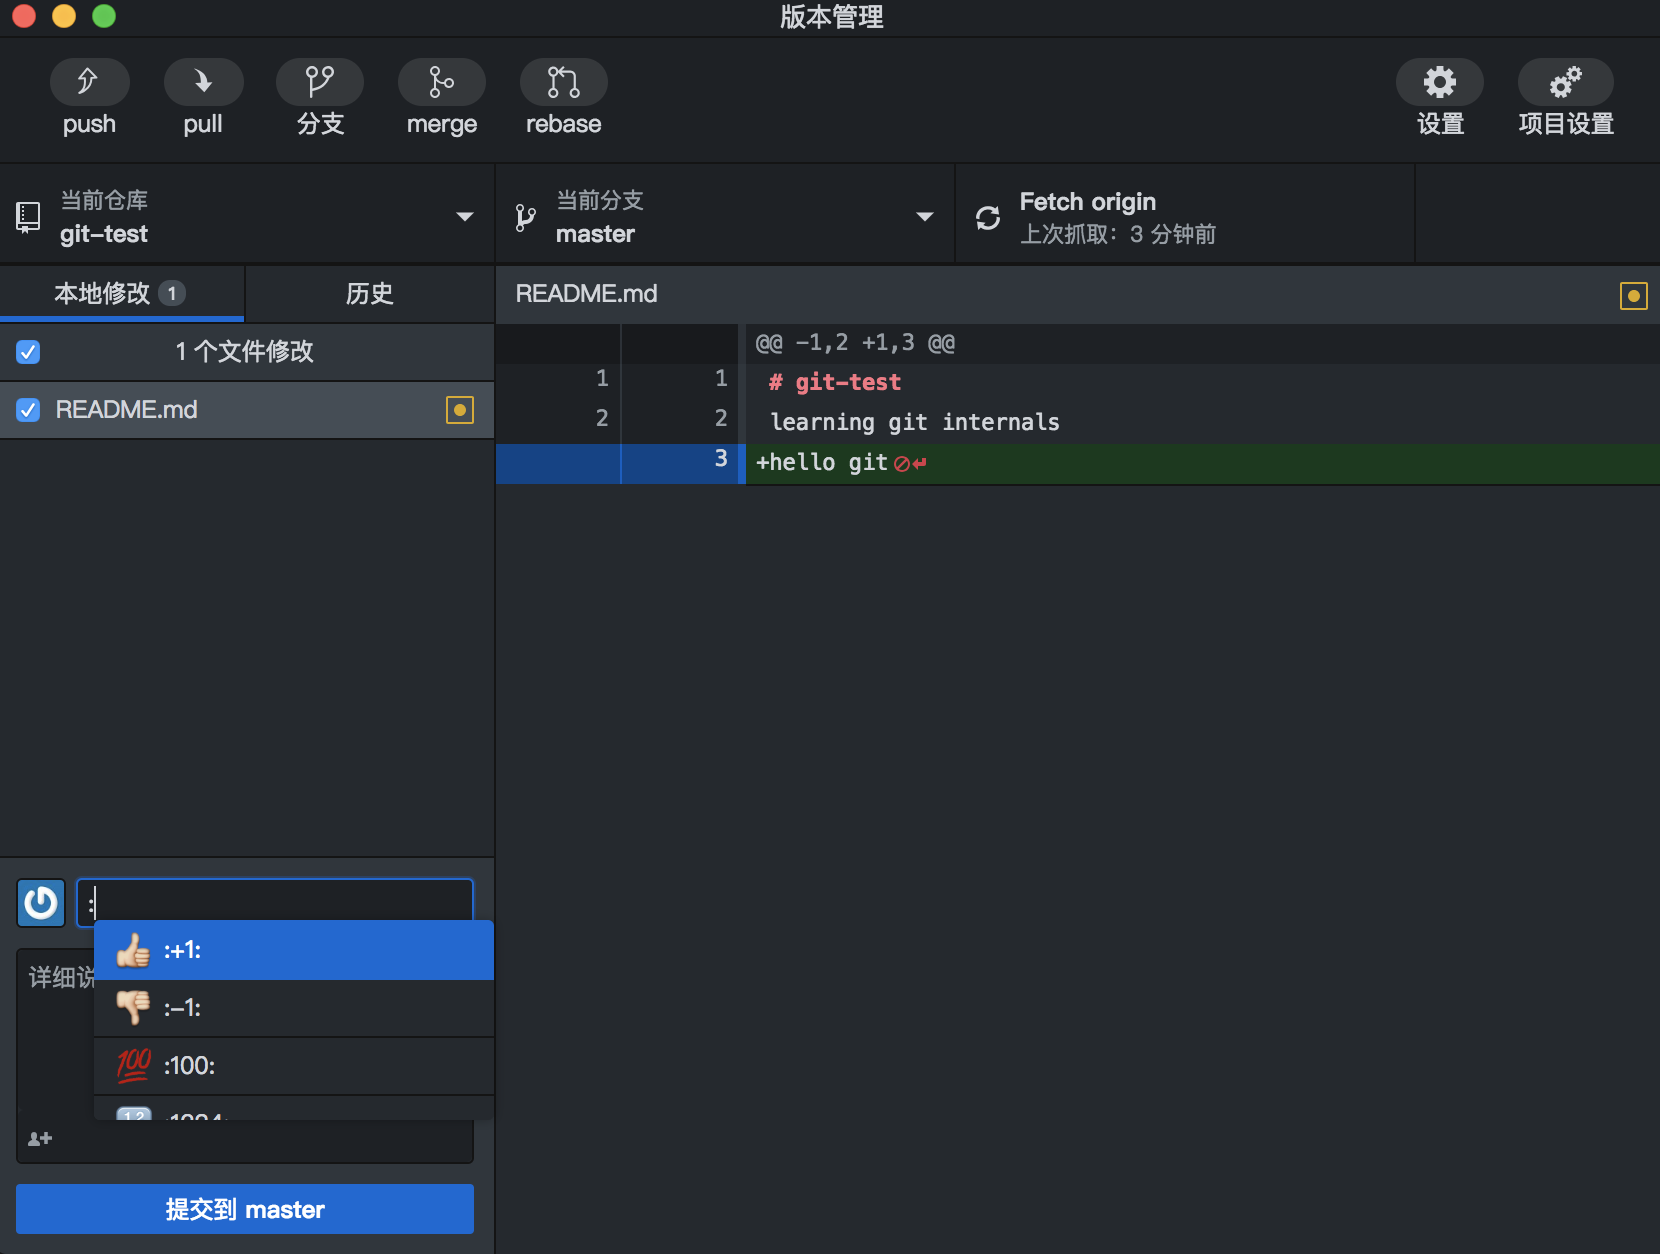 版本管理
push
pull
分支
merge
rebase
设置
项目设置
当前仓库
git-test
当前分支
master
Fetch origin
上次抓取：3 分钟前
本地修改 1
历史
README.md
1 个文件修改
README.md
@@ -1,2 +1,3 @@
1 1 # git-test
2 2 learning git internals
3 +hello git
:
:+1:
:-1:
100 :100:
详细说
提交到 master